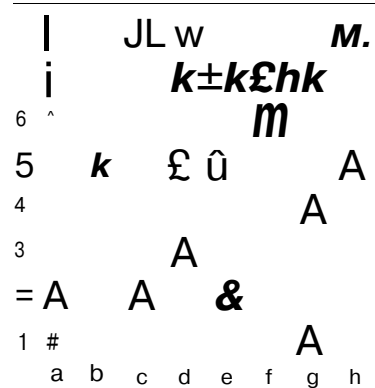 I JL w M.
i k±k£hk
6 ^ m
5 k £ û A
4 A
3 A
= A A &
1 # A
a b c d e f g h